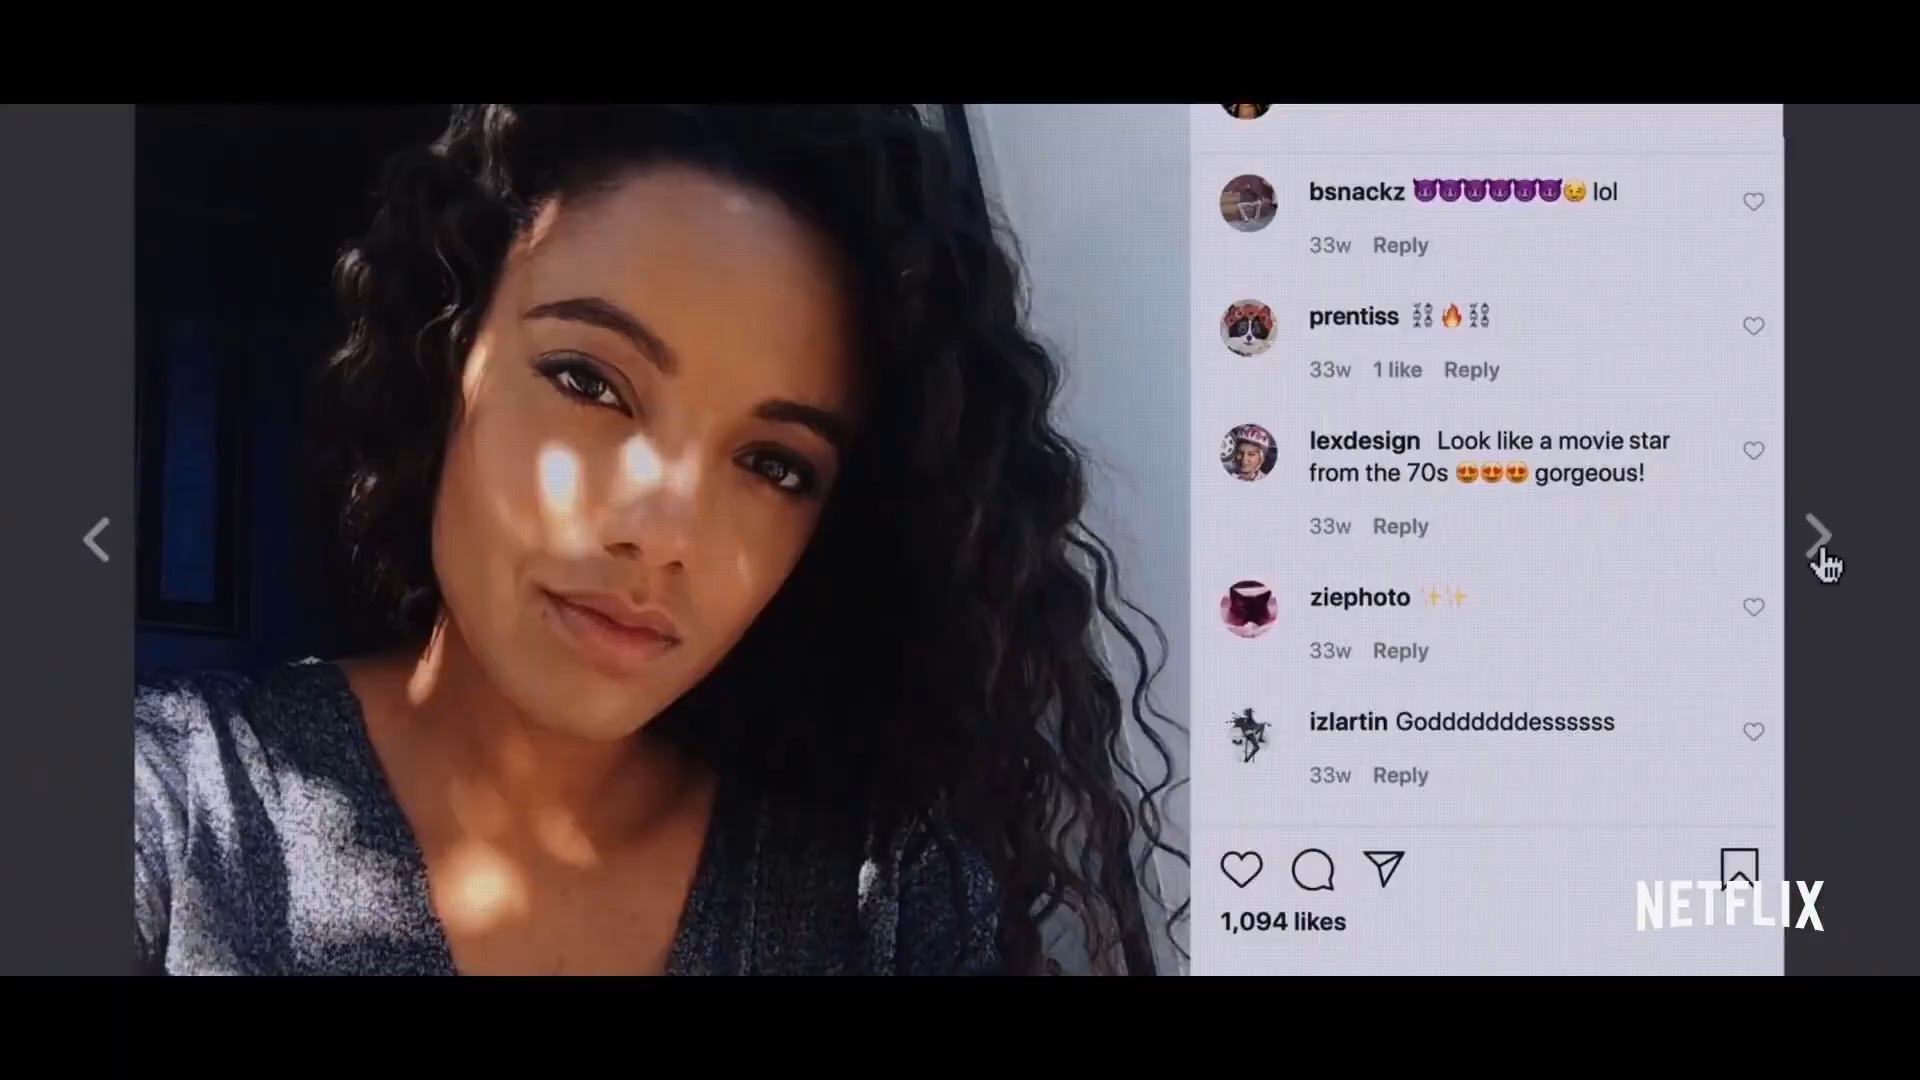 bsnackz 😈😈😈😈😈😈😉 lol
33w Reply
prentiss ⛓🔥⛓
33w 1 like Reply
lexdesign Look like a movie star
from the 70s 😍😍😍 gorgeous!
33w Reply
ziephoto ✨✨
33w Reply
izlartin Godddddddessssss
33w Reply
1,094 likes
NETFLIX